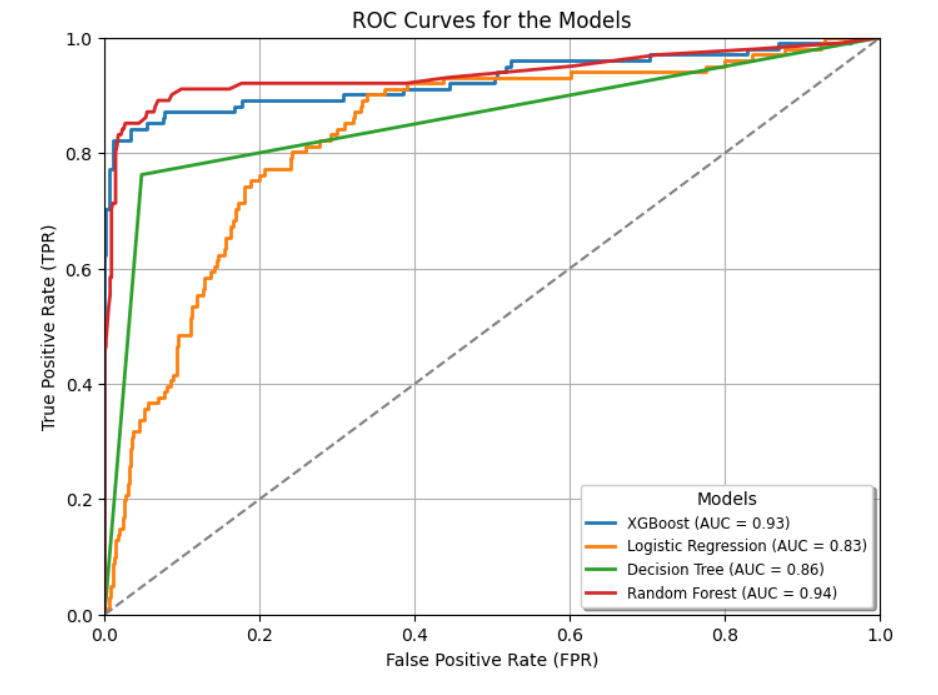 ROC Curves for the Models
True Positive Rate (TPR)
1.0
0.8
0.6
0.4
0.2
0.0
0.0 0.2 0.4 0.6 0.8 1.0
False Positive Rate (FPR)
Models
XGBoost (AUC = 0.93)
Logistic Regression (AUC = 0.83)
Decision Tree (AUC = 0.86)
Random Forest (AUC = 0.94)